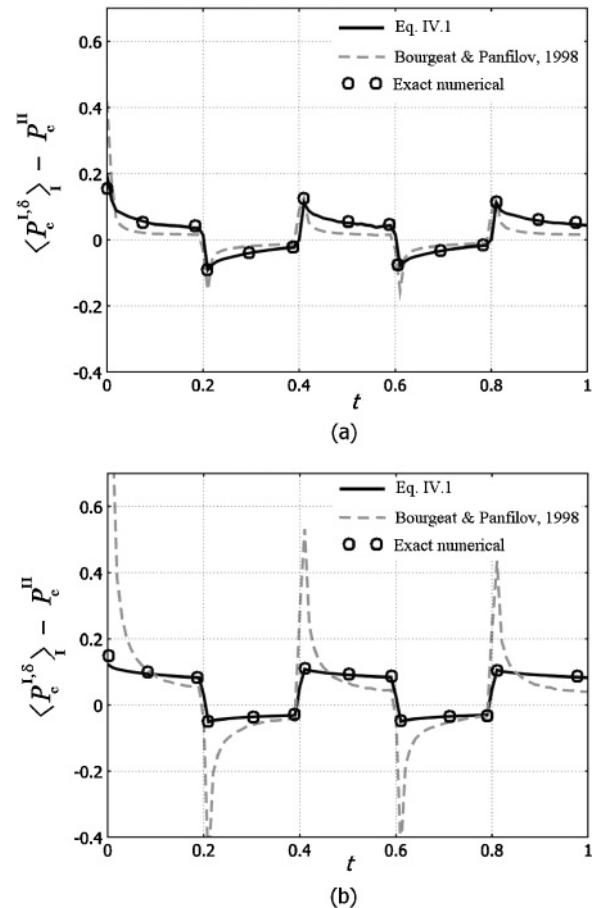 0.6
0.4
0.2
0
-0.2
-0.4
⟨P_c^{I,δ}⟩_I − P_c^{II}
Eq. IV.1
Bourgeat & Panfilov, 1998
Exact numerical
0 0.2 0.4 0.6 0.8 1
t
(a)
0.6
0.4
0.2
0
-0.2
-0.4
⟨P_c^{I,δ}⟩_I − P_c^{II}
Eq. IV.1
Bourgeat & Panfilov, 1998
Exact numerical
0 0.2 0.4 0.6 0.8 1
t
(b)